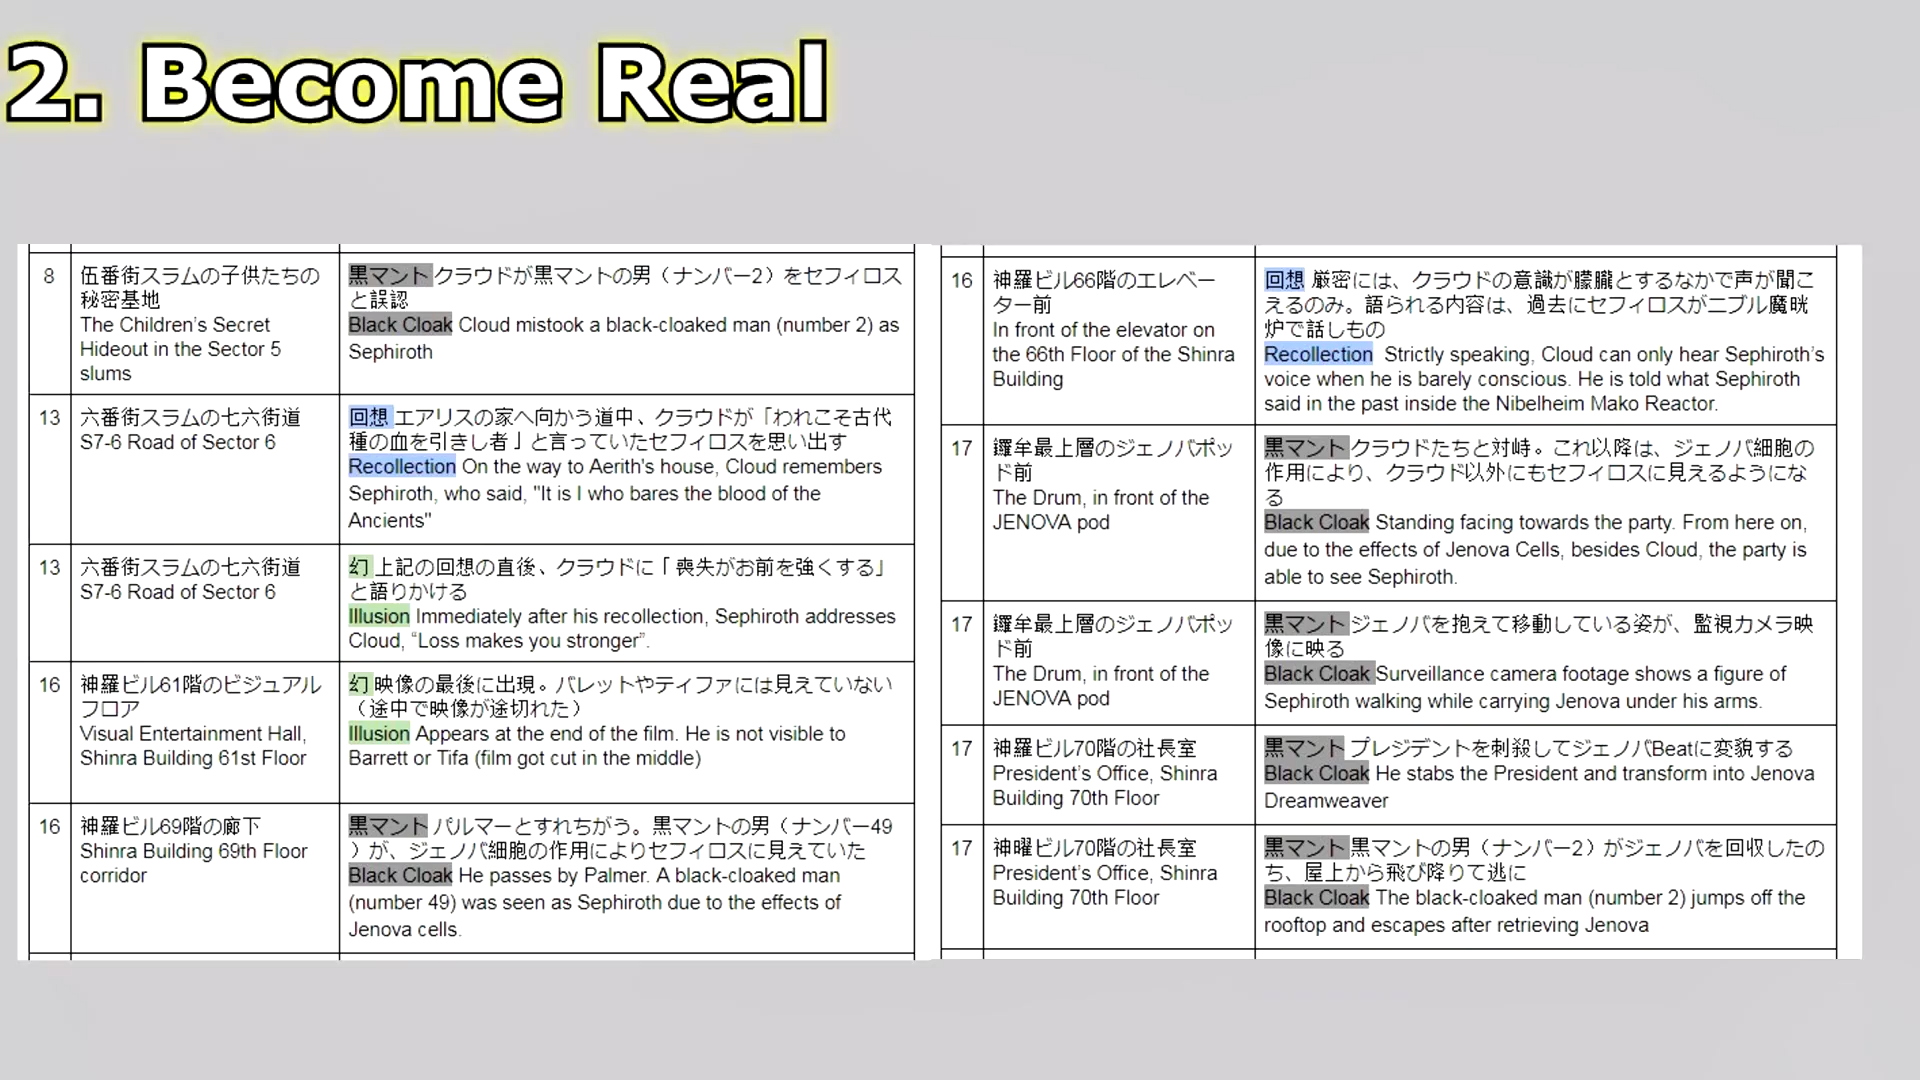 2. Become Real
8
伍番街スラムの子供たちの
秘密基地
The Children's Secret
Hideout in the Sector 5
slums
黒マント クラウドが黒マントの男（ナンバー2）をセフィロス
と誤認
Black Cloak Cloud mistook a black-cloaked man (number 2) as
Sephiroth
13
六番街スラムの七六街道
S7-6 Road of Sector 6
回想 エアリスの家へ向かう道中、クラウドが「われこそ古代
種の血を引きし者」と言っていたセフィロスを思い出す
Recollection On the way to Aerith's house, Cloud remembers
Sephiroth, who said, "It is I who bares the blood of the
Ancients"
13
六番街スラムの七六街道
S7-6 Road of Sector 6
幻 上記の回想の直後、クラウドに「 喪失がお前を強くする」
と語りかける
Illusion Immediately after his recollection, Sephiroth addresses
Cloud, “Loss makes you stronger”.
16
神羅ビル61階のビジュアル
フロア
Visual Entertainment Hall,
Shinra Building 61st Floor
幻 映像の最後に出現。バレットやティファには見えていない
（途中で映像が途切れた）
Illusion Appears at the end of the film. He is not visible to
Barrett or Tifa (film got cut in the middle)
16
神羅ビル69階の廊下
Shinra Building 69th Floor
corridor
黒マント パルマーとすれちがう。黒マントの男（ナンバー49
）が、ジェノバ細胞の作用によりセフィロスに見えていた
Black Cloak He passes by Palmer. A black-cloaked man
(number 49) was seen as Sephiroth due to the effects of
Jenova cells.
16
神羅ビル66階のエレベー
ター前
In front of the elevator on
the 66th Floor of the Shinra
Building
回想 厳密には、クラウドの意識が朦朧とするなかで声が聞こ
えるのみ。語られる内容は、過去にセフィロスがニブル魔晄
炉で話しもの
Recollection Strictly speaking, Cloud can only hear Sephiroth's
voice when he is barely conscious. He is told what Sephiroth
said in the past inside the Nibelheim Mako Reactor.
17
鑼牟最上層のジェノバポッ
ド前
The Drum, in front of the
JENOVA pod
黒マント クラウドたちと対峙。これ以降は、ジェノバ細胞の
作用により、クラウド以外にもセフィロスに見えるようにな
る
Black Cloak Standing facing towards the party. From here on,
due to the effects of Jenova Cells, besides Cloud, the party is
able to see Sephiroth.
17
鑼牟最上層のジェノバポッ
ド前
The Drum, in front of the
JENOVA pod
黒マント ジェノバを抱えて移動している姿が、監視カメラ映
像に映る
Black Cloak Surveillance camera footage shows a figure of
Sephiroth walking while carrying Jenova under his arms.
17
神羅ビル70階の社長室
President's Office, Shinra
Building 70th Floor
黒マント プレジデントを刺殺してジェノバBeatに変貌する
Black Cloak He stabs the President and transform into Jenova
Dreamweaver
17
神曜ビル70階の社長室
President's Office, Shinra
Building 70th Floor
黒マント 黒マントの男（ナンバー2）がジェノバを回収したの
ち、屋上から飛び降りて逃に
Black Cloak The black-cloaked man (number 2) jumps off the
rooftop and escapes after retrieving Jenova